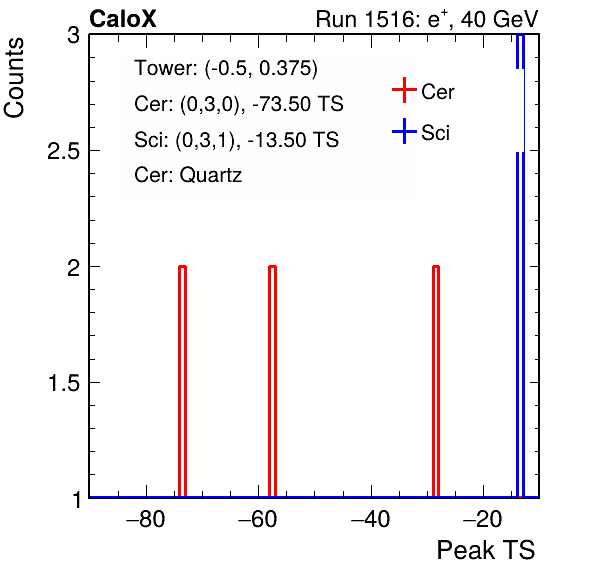 CaloX Run 1516: e⁺, 40 GeV
Counts
3
2.5
2
1.5
1
Tower: (-0.5, 0.375)
Cer: (0,3,0), -73.50 TS
Sci: (0,3,1), -13.50 TS
Cer: Quartz
Cer
Sci
−80 −60 −40 −20
Peak TS